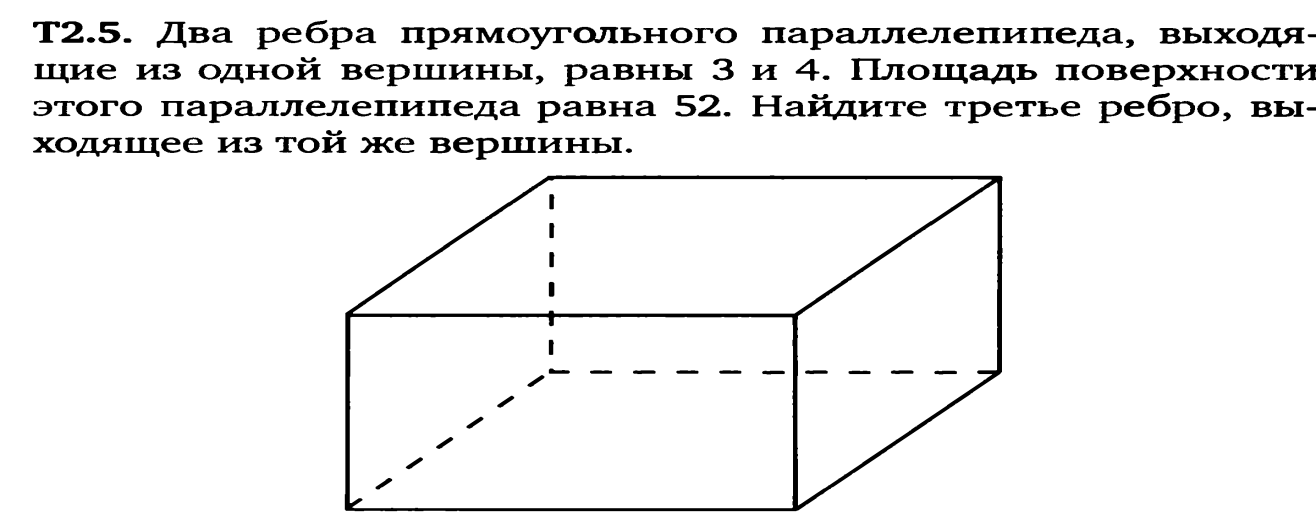 Т2.5. Два ребра прямоугольного параллелепипеда, выходя-
щие из одной вершины, равны 3 и 4. Площадь поверхности
этого параллелепипеда равна 52. Найдите третье ребро, вы-
ходящее из той же вершины.